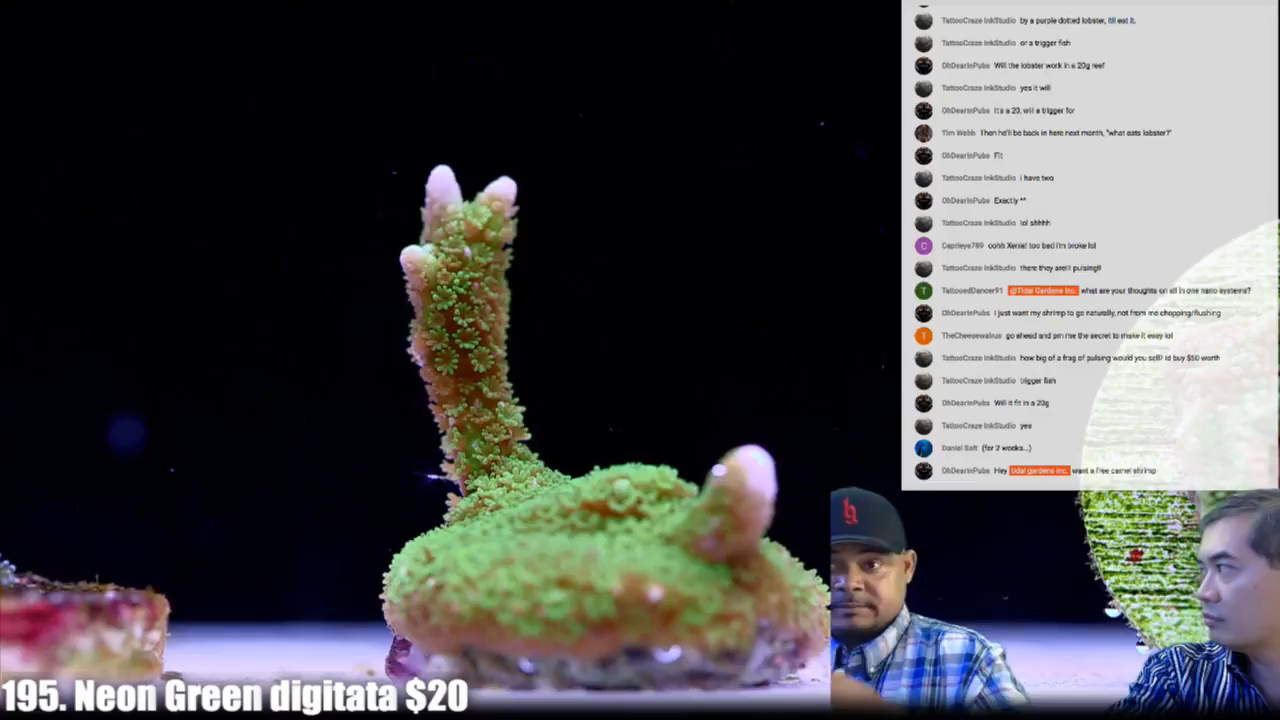 TattooCraze InkStudio by a purple dotted lobster, itll eat it.
TattooCraze InkStudio or a trigger fish
OhDearInPubs Will the lobster work in a 20g reef
TattooCraze InkStudio yes it will
OhDearInPubs It's a 20, will a trigger for
Tim Webb Then he'll be back in here next month, "what eats lobster?"
OhDearInPubs Fit
TattooCraze InkStudio i have two
OhDearInPubs Exactly ^^
TattooCraze InkStudio lol shhhh
C Caprieye789 oohh Xenie! too bad i'm broke lol
TattooCraze InkStudio there they are!! pulsing!!
T TattooedDancer91 @Tidal Gardens Inc. what are your thoughts on all in one nano systems?
OhDearInPubs I just want my shrimp to go naturally, not from me chopping/flushing
T TheCheesewalrus go ahead and pm me the secret to make it easy lol
TattooCraze InkStudio how big of a frag of pulsing would you sell? id buy $50 worth
TattooCraze InkStudio trigger fish
OhDearInPubs Will it fit in a 20g
TattooCraze InkStudio yes
Daniel Salt (for 2 weeks...)
OhDearInPubs Hey tidal gardens inc. want a free camel shrimp
195. Neon Green digitata $20